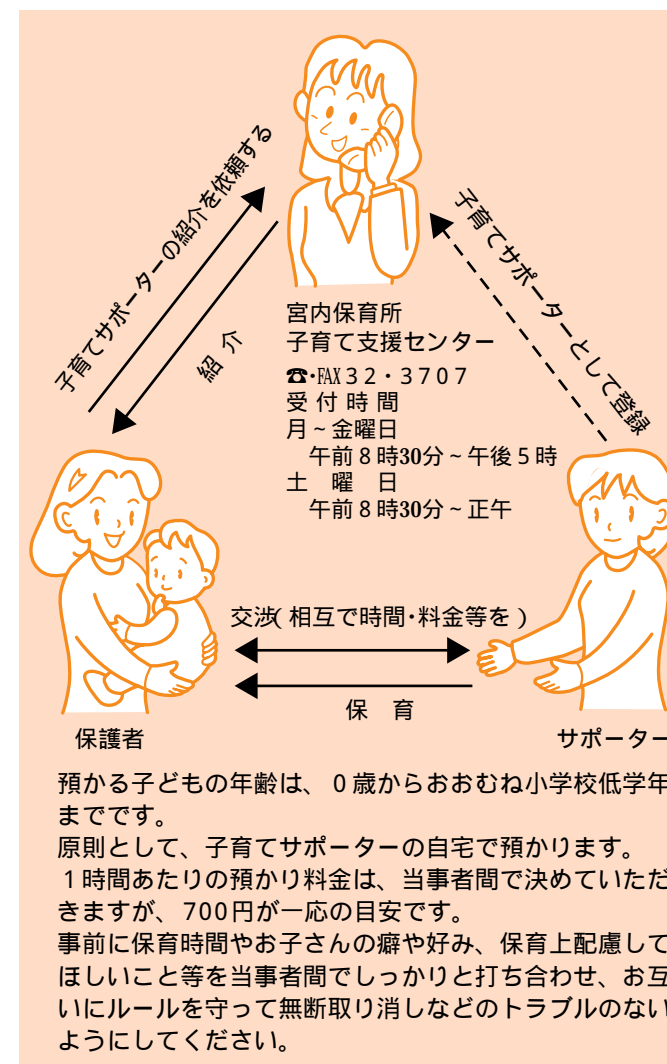 子育てサポーターの紹介を依頼する
紹介
子育てサポーターとして登録
宮内保育所
子育て支援センター
☎・FAX32・3707
受付時間
月~金曜日
午前8時30分~午後5時
土曜日
午前8時30分~正午
交渉(相互で時間・料金等を)
保育
保護者
サポーター
預かる子どもの年齢は、0歳からおおむね小学校低学年
までです。
原則として、子育てサポーターの自宅で預かります。
1時間あたりの預かり料金は、当事者間で決めていただ
きますが、700円が一応の目安です。
事前に保育時間やお子さんの癖や好み、保育上配慮して
ほしいこと等を当事者間でしっかりと打ち合わせ、お互
いにルールを守って無断取り消しなどのトラブルのない
ようにしてください。